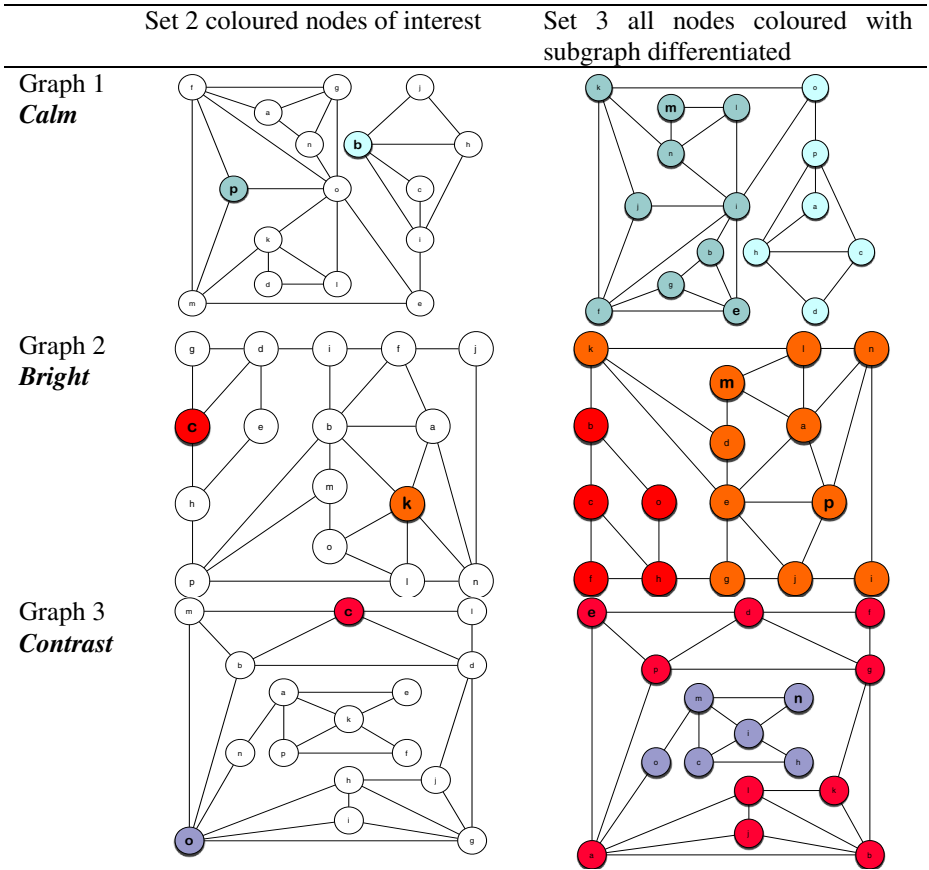 Set 2 coloured nodes of interest
Set 3 all nodes coloured with
subgraph differentiated
Graph 1
Calm
f
g
a
n
j
b
h
p
o
c
k
i
d
l
m
e
k
o
m
l
n
p
j
i
a
b
h
c
g
f
e
d
Graph 2
Bright
g
d
i
f
j
c
e
b
a
m
h
k
o
p
l
n
k
l
n
m
b
a
d
c
o
e
p
f
h
g
j
i
Graph 3
Contrast
m
c
l
b
d
a
e
k
n
p
f
h
j
i
o
g
e
d
f
p
g
m
n
i
o
c
h
l
k
j
a
b